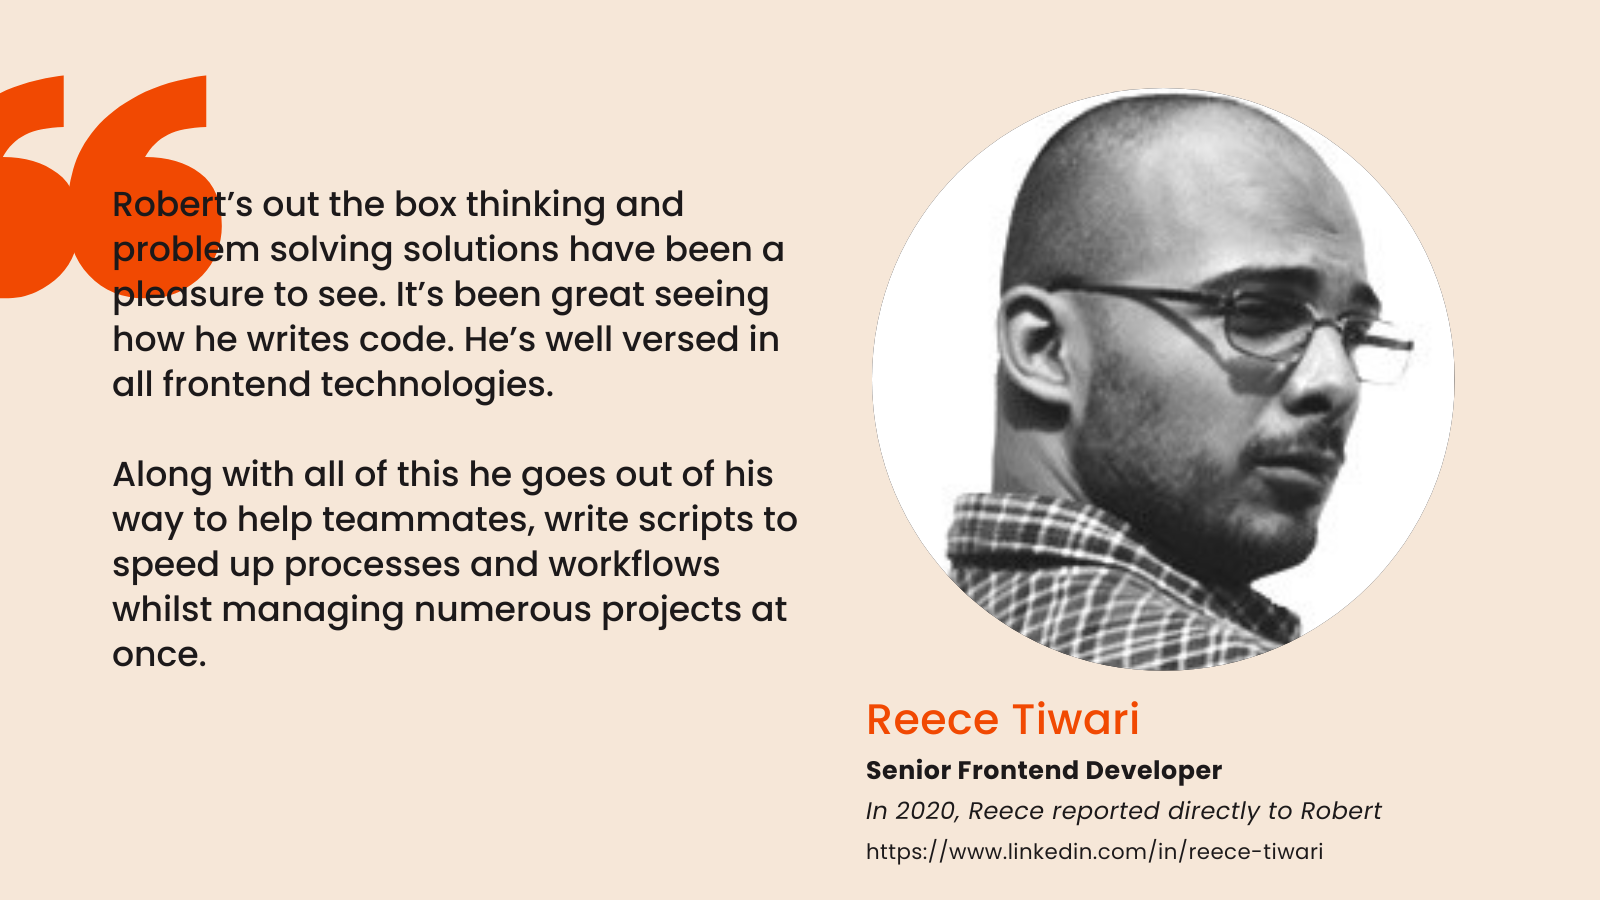 Robert’s out the box thinking and
problem solving solutions have been a
pleasure to see. It’s been great seeing
how he writes code. He’s well versed in
all frontend technologies.
Along with all of this he goes out of his
way to help teammates, write scripts to
speed up processes and workflows
whilst managing numerous projects at
once.
Reece Tiwari
Senior Frontend Developer
In 2020, Reece reported directly to Robert
https://www.linkedin.com/in/reece-tiwari